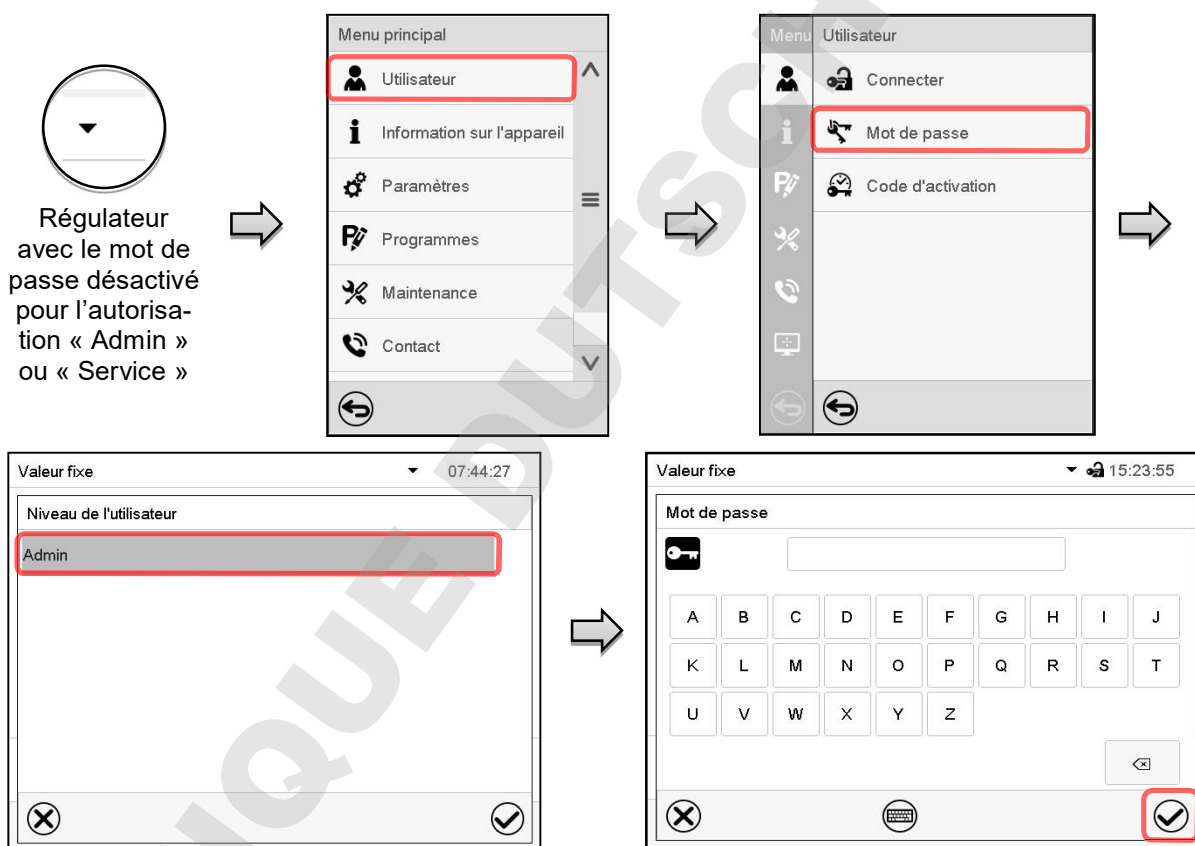 Régulateur
avec le mot de
passe désactivé
pour l'autorisa-
tion « Admin »
ou « Service »
Menu principal
Utilisateur
Information sur l'appareil
Paramètres
Programmes
Maintenance
Contact
Menu Utilisateur
Connecter
Mot de passe
Code d'activation
Valeur fixe 07:44:27
Niveau de l'utilisateur
Admin
Valeur fixe 15:23:55
Mot de passe
A B C D E F G H I J
K L M N O P Q R S T
U V W X Y Z
NIQUE DUTSCH